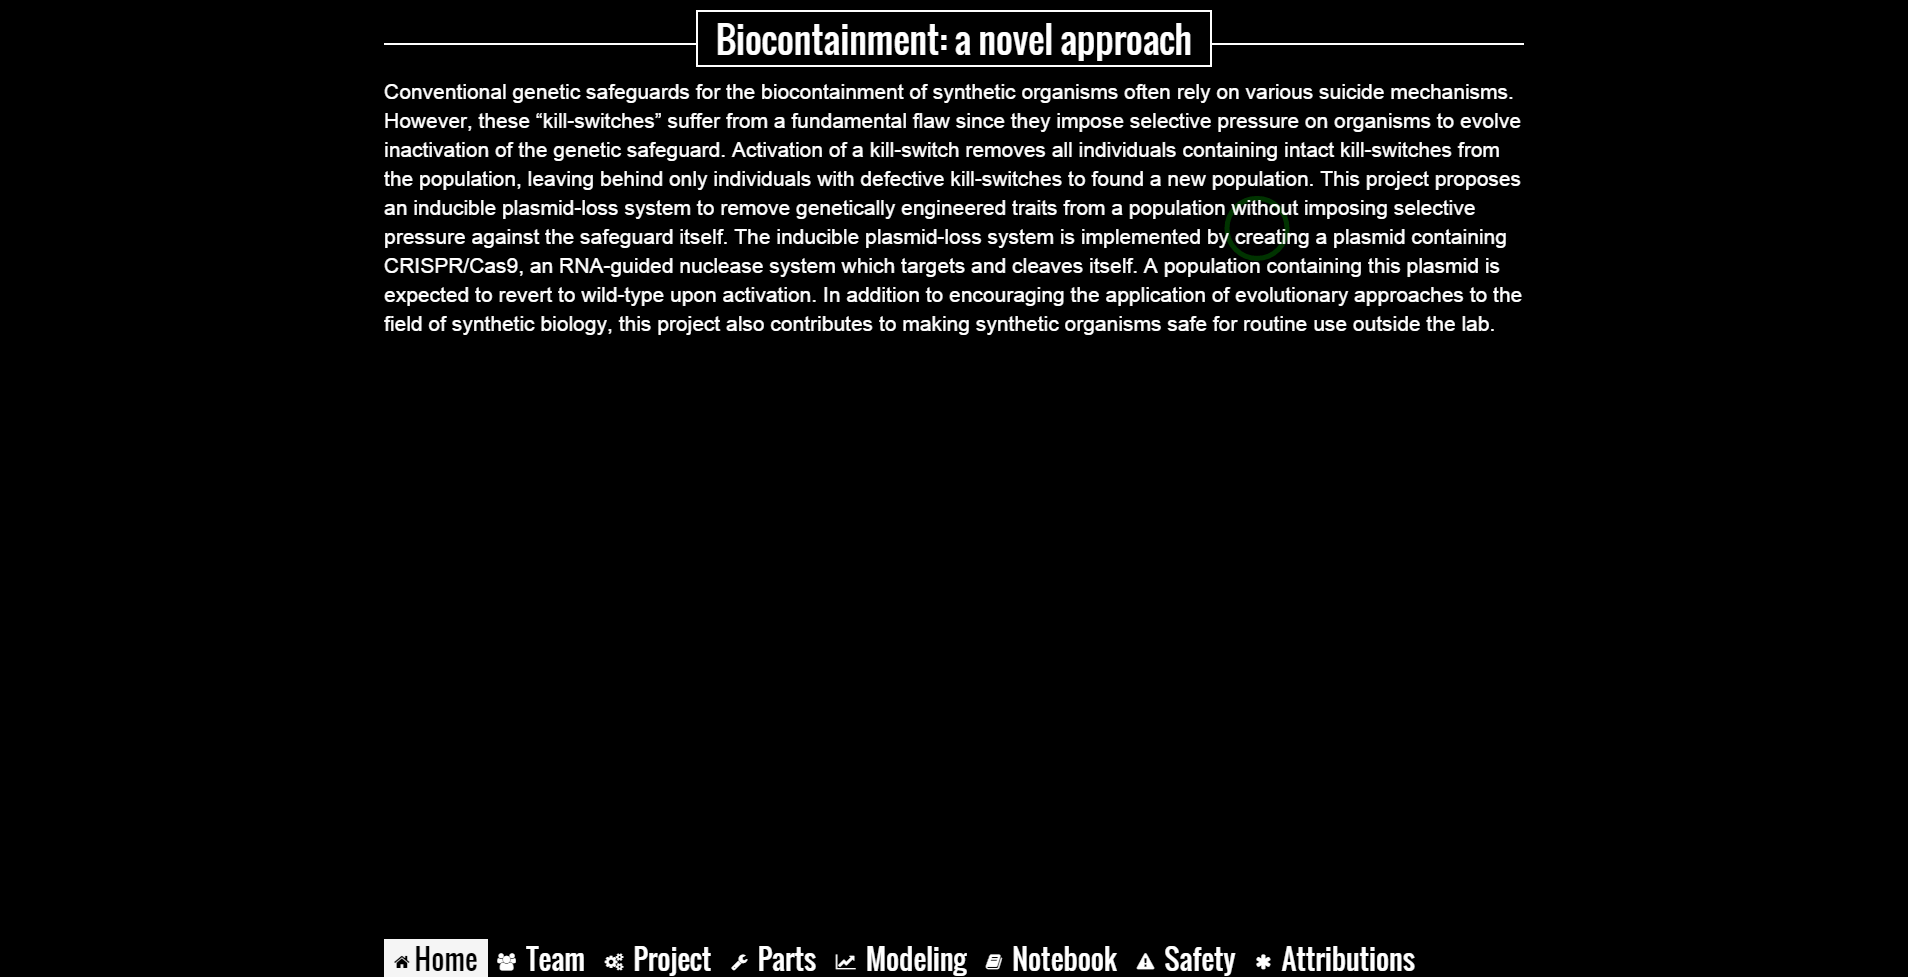 Biocontainment: a novel approach
Conventional genetic safeguards for the biocontainment of synthetic organisms often rely on various suicide mechanisms.
However, these “kill-switches” suffer from a fundamental flaw since they impose selective pressure on organisms to evolve
inactivation of the genetic safeguard. Activation of a kill-switch removes all individuals containing intact kill-switches from
the population, leaving behind only individuals with defective kill-switches to found a new population. This project proposes
an inducible plasmid-loss system to remove genetically engineered traits from a population without imposing selective
pressure against the safeguard itself. The inducible plasmid-loss system is implemented by creating a plasmid containing
CRISPR/Cas9, an RNA-guided nuclease system which targets and cleaves itself. A population containing this plasmid is
expected to revert to wild-type upon activation. In addition to encouraging the application of evolutionary approaches to the
field of synthetic biology, this project also contributes to making synthetic organisms safe for routine use outside the lab.
Home Team Project Parts Modeling Notebook Safety Attributions